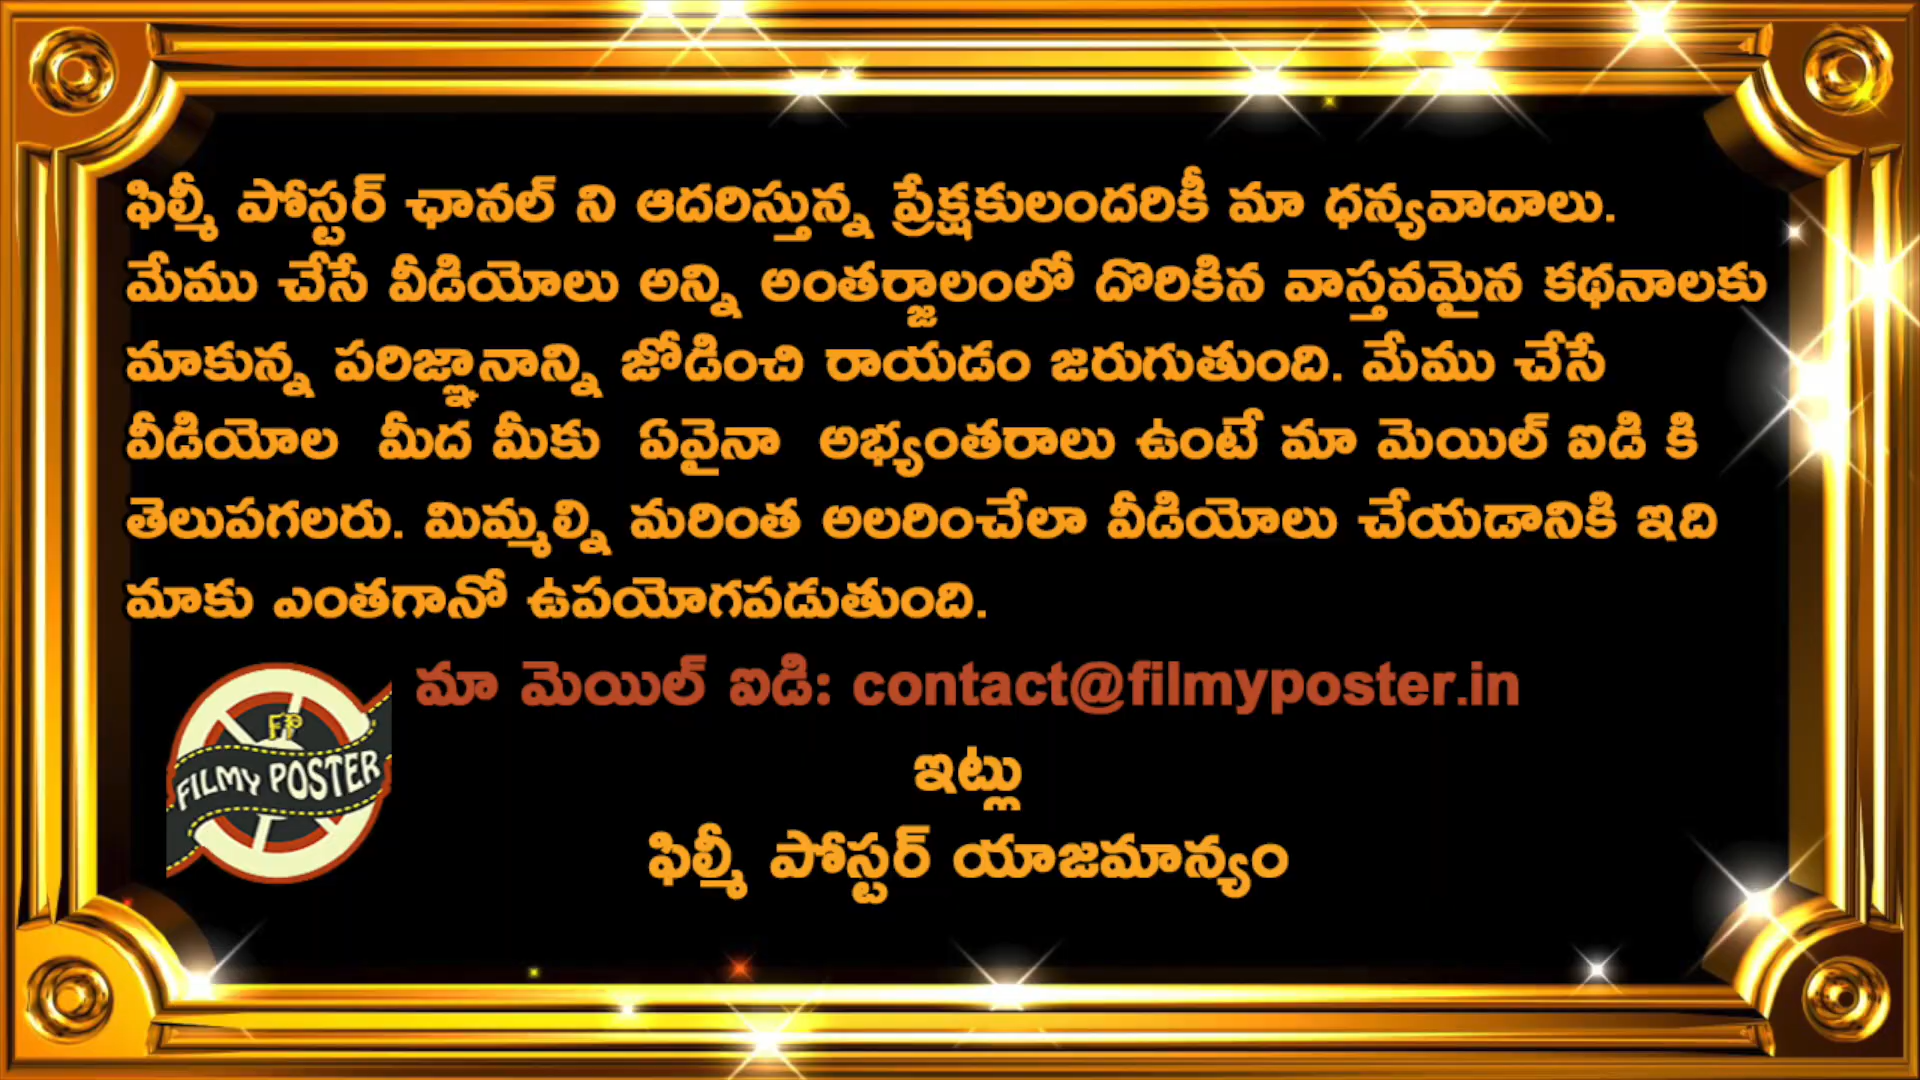 ఫిల్మీ పోస్టర్ ఛానల్ ని ఆదరిస్తున్న ప్రేక్షకులందరికీ మా ధన్యవాదాలు.
మేము చేసే వీడియోలు అన్ని అంతర్జాలంలో దొరికిన వాస్తవమైన కథనాలకు
మాకున్న పరిజ్ఞానాన్ని జోడించి రాయడం జరుగుతుంది. మేము చేసే
వీడియోల మీద మీకు ఏవైనా అభ్యంతరాలు ఉంటే మా మెయిల్ ఐడి కి
తెలుపగలరు. మిమ్మల్ని మరింత అలరించేలా వీడియోలు చేయడానికి ఇది
మాకు ఎంతగానో ఉపయోగపడుతుంది.
మా మెయిల్ ఐడి: contact@filmyposter.in
FP
FILMY POSTER
ఇట్లు
ఫిల్మీ పోస్టర్ యాజమాన్యం